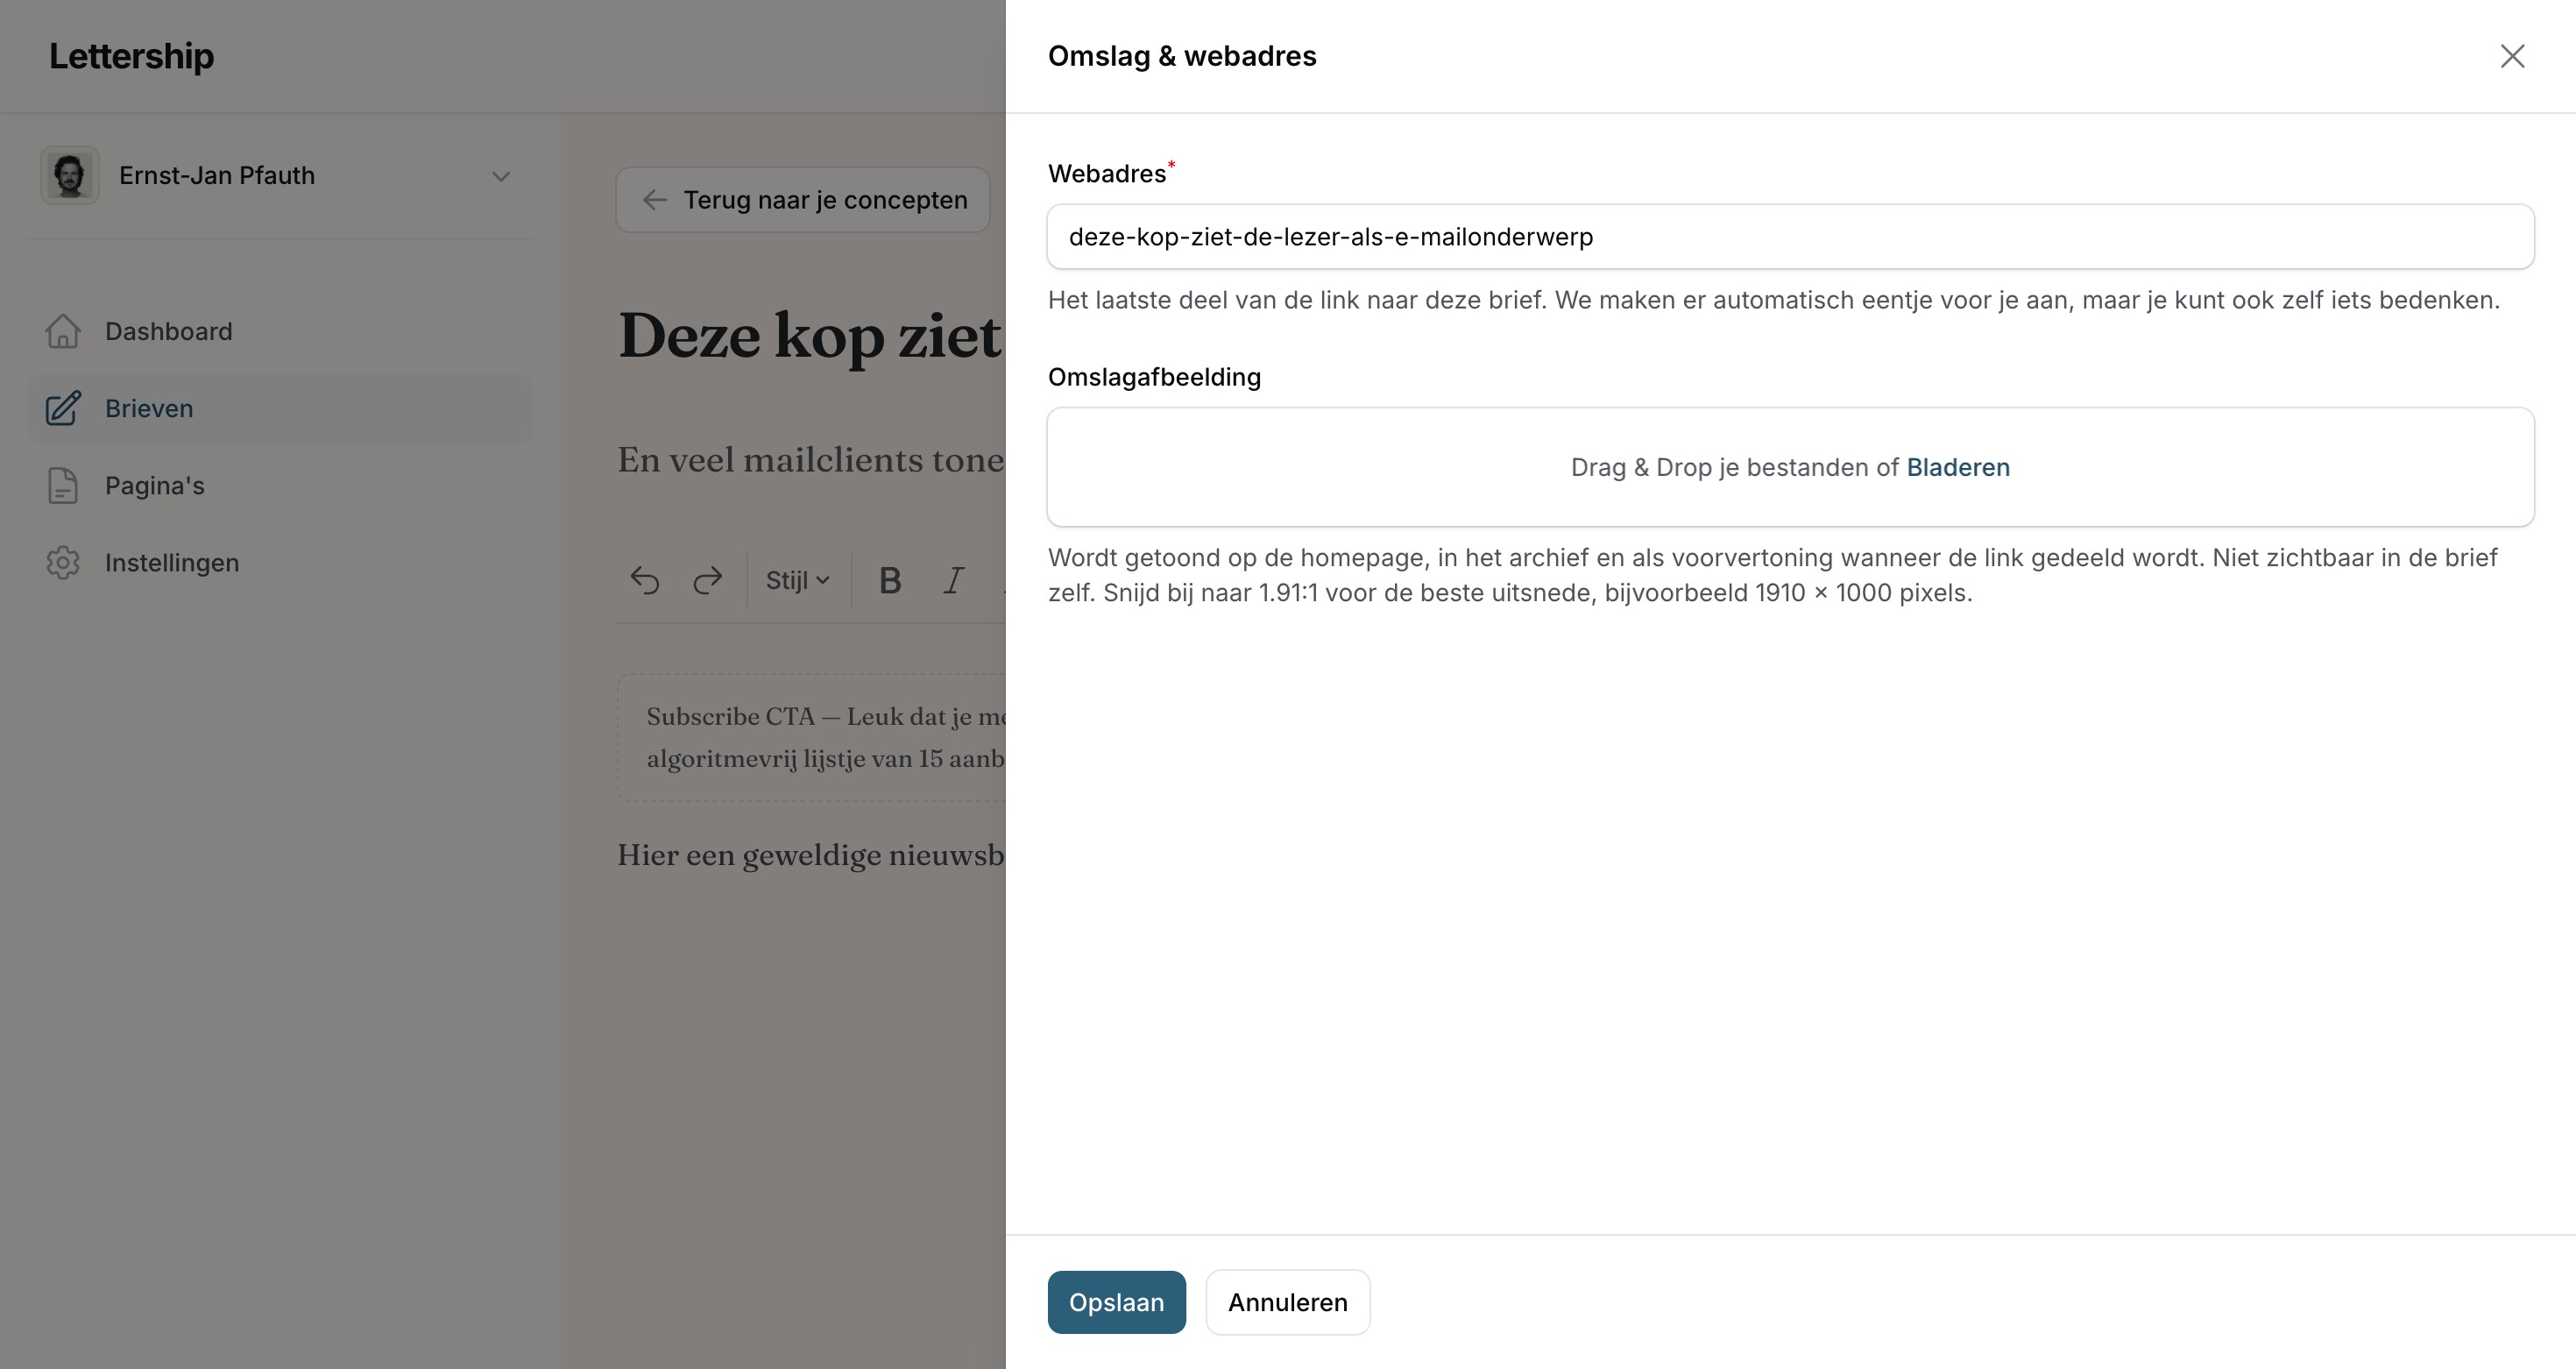 Lettership
Omslag & webadres
Ernst-Jan Pfauth
Dashboard
Brieven
Pagina's
Instellingen
Terug naar je concepten
Deze kop ziet
En veel mailclients tone
Stijl
B
I
Subscribe CTA — Leuk dat je me
algoritmevrij lijstje van 15 aanb
Hier een geweldige nieuwsb
Webadres*
deze-kop-ziet-de-lezer-als-e-mailonderwerp
Het laatste deel van de link naar deze brief. We maken er automatisch eentje voor je aan, maar je kunt ook zelf iets bedenken.
Omslagafbeelding
Drag & Drop je bestanden of Bladeren
Wordt getoond op de homepage, in het archief en als voorvertoning wanneer de link gedeeld wordt. Niet zichtbaar in de brief
zelf. Snijd bij naar 1.91:1 voor de beste uitsnede, bijvoorbeeld 1910 × 1000 pixels.
Opslaan
Annuleren